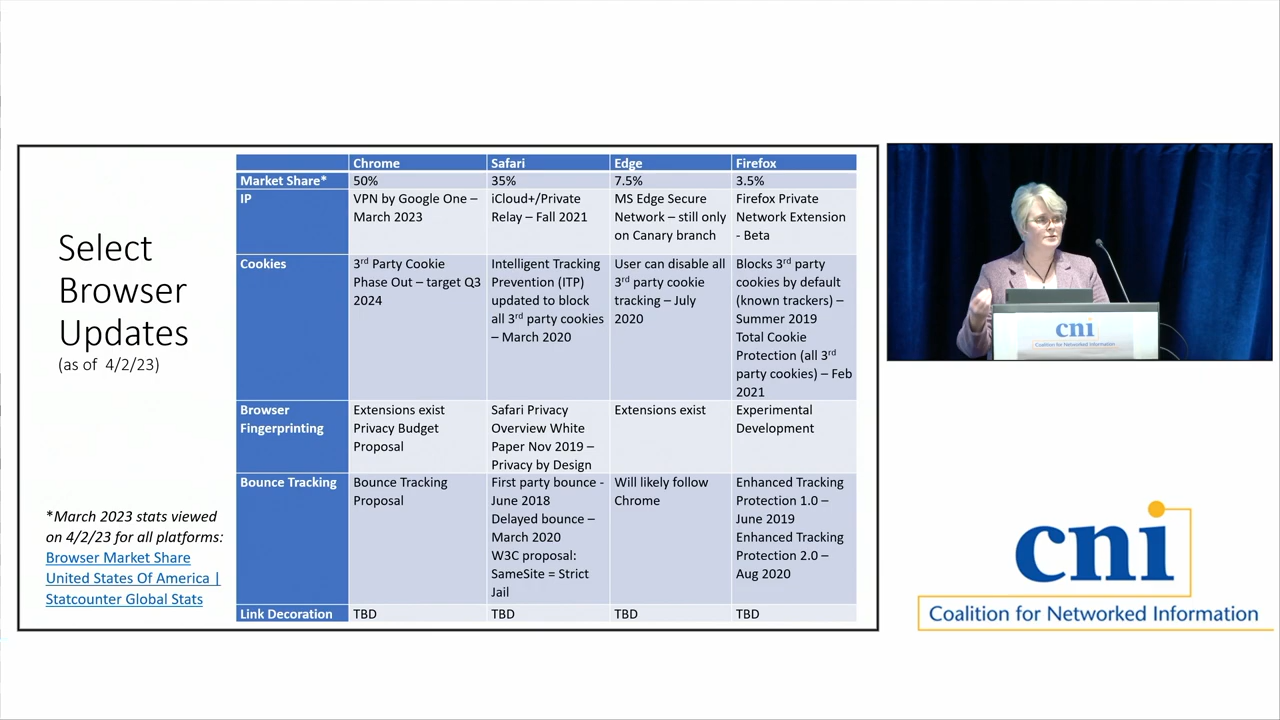 Select
Browser
Updates
(as of 4/2/23)
*March 2023 stats viewed
on 4/2/23 for all platforms:
Browser Market Share
United States Of America |
Statcounter Global Stats
Chrome Safari Edge Firefox
Market Share* 50% 35% 7.5% 3.5%
IP
VPN by Google One –
March 2023
iCloud+/Private
Relay – Fall 2021
MS Edge Secure
Network – still only
on Canary branch
Firefox Private
Network Extension
- Beta
Cookies
3rd Party Cookie
Phase Out – target Q3
2024
Intelligent Tracking
Prevention (ITP)
updated to block
all 3rd party cookies
– March 2020
User can disable all
3rd party cookie
tracking – July
2020
Blocks 3rd party
cookies by default
(known trackers) –
Summer 2019
Total Cookie
Protection (all 3rd
party cookies) – Feb
2021
Browser
Fingerprinting
Extensions exist
Privacy Budget
Proposal
Safari Privacy
Overview White
Paper Nov 2019 –
Privacy by Design
Extensions exist
Experimental
Development
Bounce Tracking
Bounce Tracking
Proposal
First party bounce -
June 2018
Delayed bounce –
March 2020
W3C proposal:
SameSite = Strict
Jail
Will likely follow
Chrome
Enhanced Tracking
Protection 1.0 –
June 2019
Enhanced Tracking
Protection 2.0 –
Aug 2020
Link Decoration TBD TBD TBD TBD
cni
Coalition for Networked Information
cni
Coalition for Networked Information